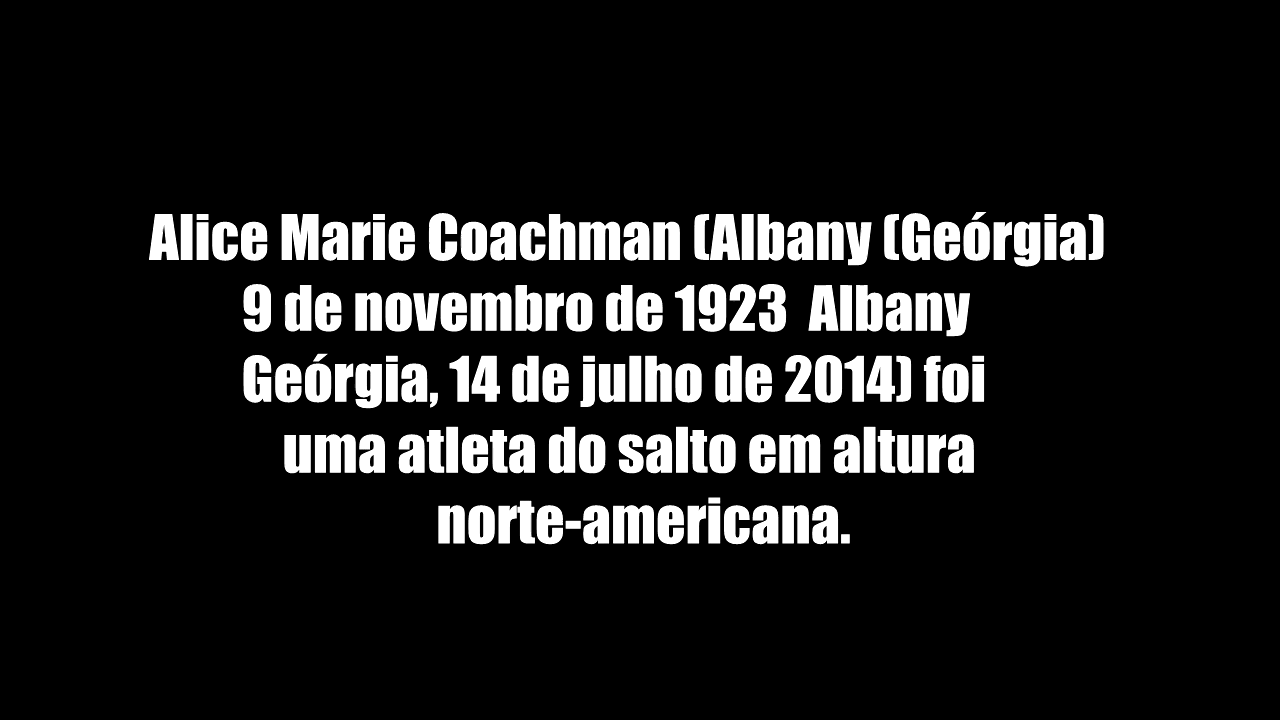 Alice Marie Coachman (Albany (Geórgia)
9 de novembro de 1923  Albany
Geórgia, 14 de julho de 2014) foi
uma atleta do salto em altura
norte-americana.